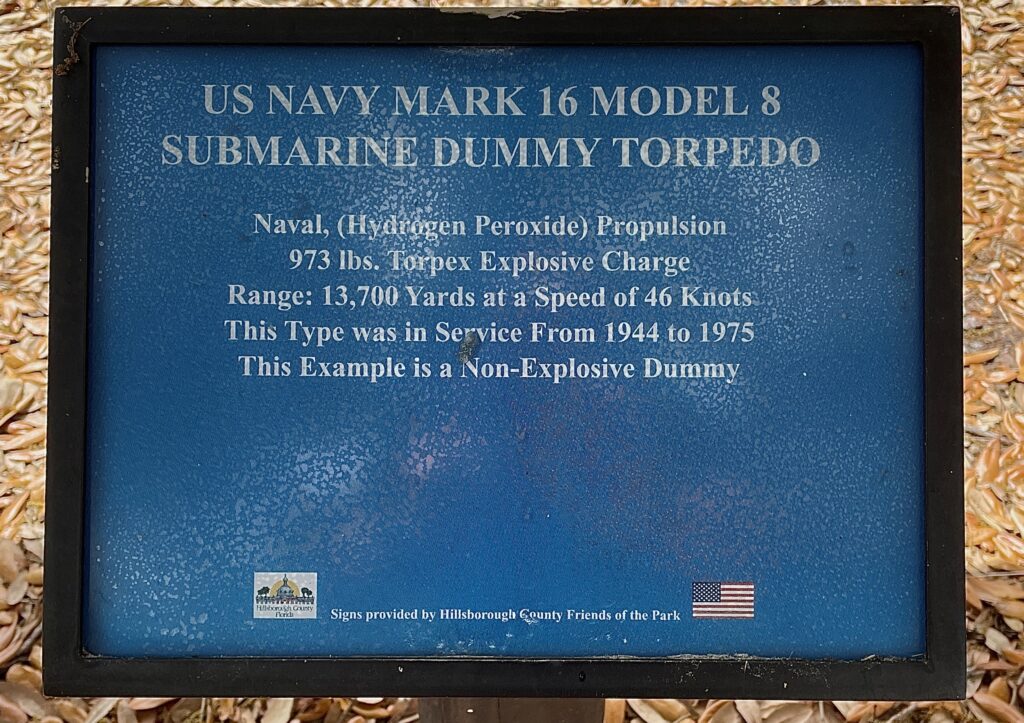 US NAVY MARK 16 MODEL 8
SUBMARINE DUMMY TORPEDO
Naval, (Hydrogen Peroxide) Propulsion
973 lbs. Torpex Explosive Charge
Range: 13,700 Yards at a Speed of 46 Knots
This Type was in Service From 1944 to 1975
This Example is a Non-Explosive Dummy
Hillsborough County
Florida
Signs provided by Hillsborough County Friends of the Park